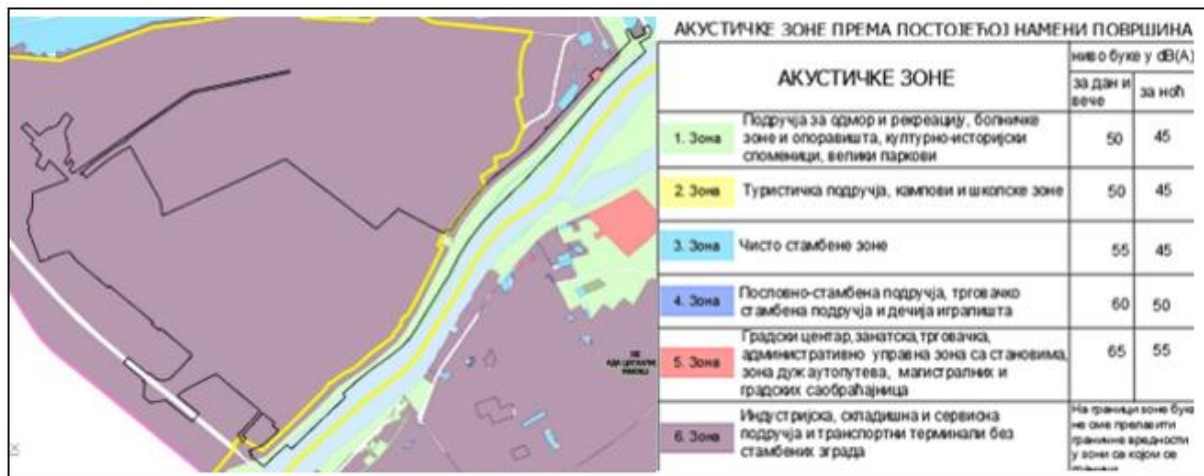 АКУСТИЧКЕ ЗОНЕ ПРЕМА ПОСТОЈЕЋОЈ НАМЕНИ ПОВРШИНА
АКУСТИЧКЕ ЗОНЕ
ниво буке у dB(A)
за дан и
вече
за ноћ
1. Зона
Подручја за одмор и рекреацију, болничке
зоне и опоравишта, културно-историјски
споменици, велики паркови
50
45
2. Зона
Туристичка подручја, кампови и школске зоне
50
45
3. Зона
Чисто стамбене зоне
55
45
4. Зона
Пословно-стамбена подручја, трговачко
стамбена подручја и дечија игралишта
60
50
5. Зона
Градски центар, занатска, трговачка,
административно управна зона са становима,
зона дуж аутопутева, магистралних и
градских саобраћајница
65
55
6. Зона
Индустријска, складишна и сервисна
подручја и транспортни терминали без
стамбених зграда
На граници зоне бука
не сме прелазити
граничне вредности
у зони са којом се